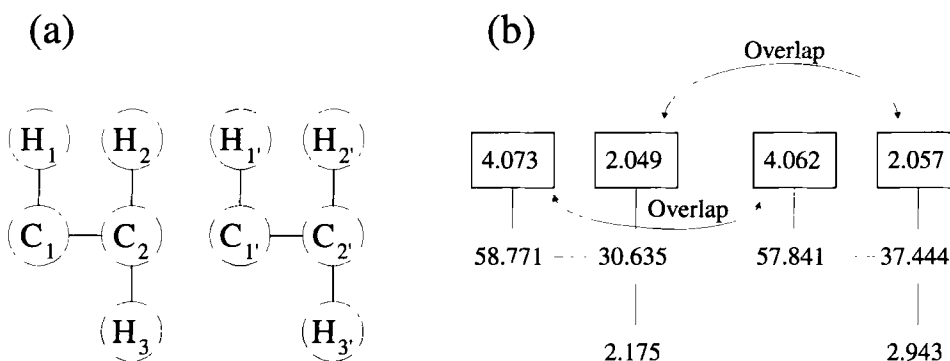 (a)
(b)
Overlap
H1 H2 H1' H2'
4.073 2.049 4.062 2.057
Overlap
C1 C2 C1' C2'
58.771 30.635 57.841 37.444
H3 H3'
2.175 2.943